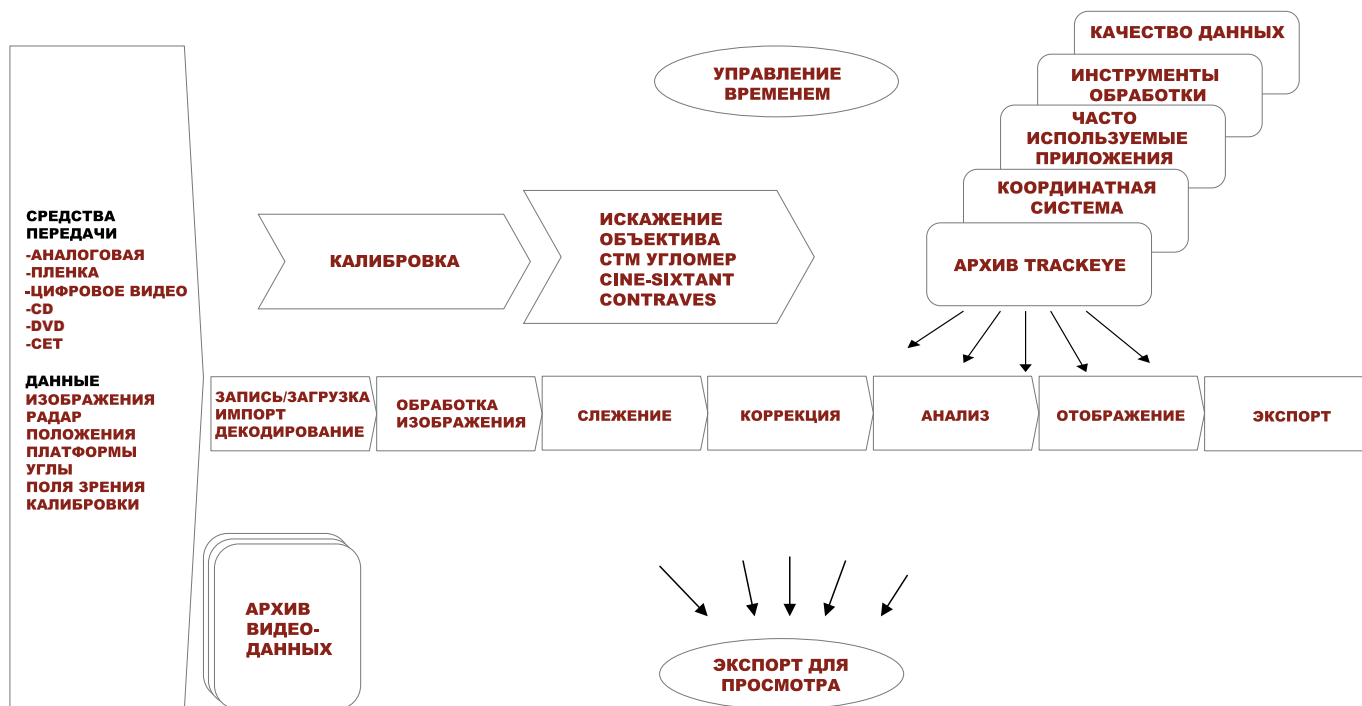 СРЕДСТВА
ПЕРЕДАЧИ
-АНАЛОГОВАЯ
-ПЛЕНКА
-ЦИФРОВОЕ ВИДЕО
-CD
-DVD
-СЕТ
ДАННЫЕ
ИЗОБРАЖЕНИЯ
РАДАР
ПОЛОЖЕНИЯ
ПЛАТФОРМЫ
УГЛЫ
ПОЛЯ ЗРЕНИЯ
КАЛИБРОВКИ
УПРАВЛЕНИЕ
ВРЕМЕНЕМ
КАЧЕСТВО ДАННЫХ
ИНСТРУМЕНТЫ
ОБРАБОТКИ
ЧАСТО
ИСПОЛЬЗУЕМЫЕ
ПРИЛОЖЕНИЯ
КООРДИНАТНАЯ
СИСТЕМА
АРХИВ TRACKEYE
КАЛИБРОВКА
ИСКАЖЕНИЕ
ОБЪЕКТИВА
СТМ УГЛОМЕР
CINE-SIXTANT
CONTRAVES
ЗАПИСЬ/ЗАГРУЗКА
ИМПОРТ
ДЕКОДИРОВАНИЕ
ОБРАБОТКА
ИЗОБРАЖЕНИЯ
СЛЕЖЕНИЕ
КОРРЕКЦИЯ
АНАЛИЗ
ОТОБРАЖЕНИЕ
ЭКСПОРТ
АРХИВ
ВИДЕО-
ДАННЫХ
ЭКСПОРТ ДЛЯ
ПРОСМОТРА